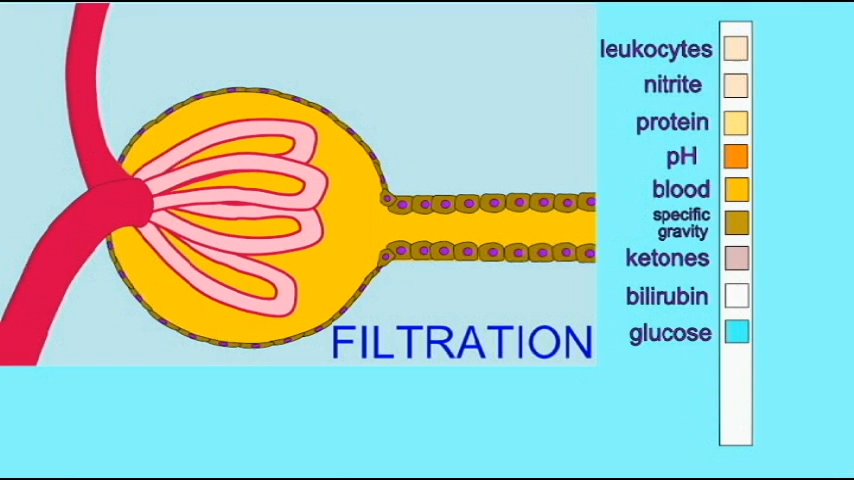 leukocytes
nitrite
protein
pH
blood
specific
gravity
ketones
bilirubin
glucose
FILTRATION